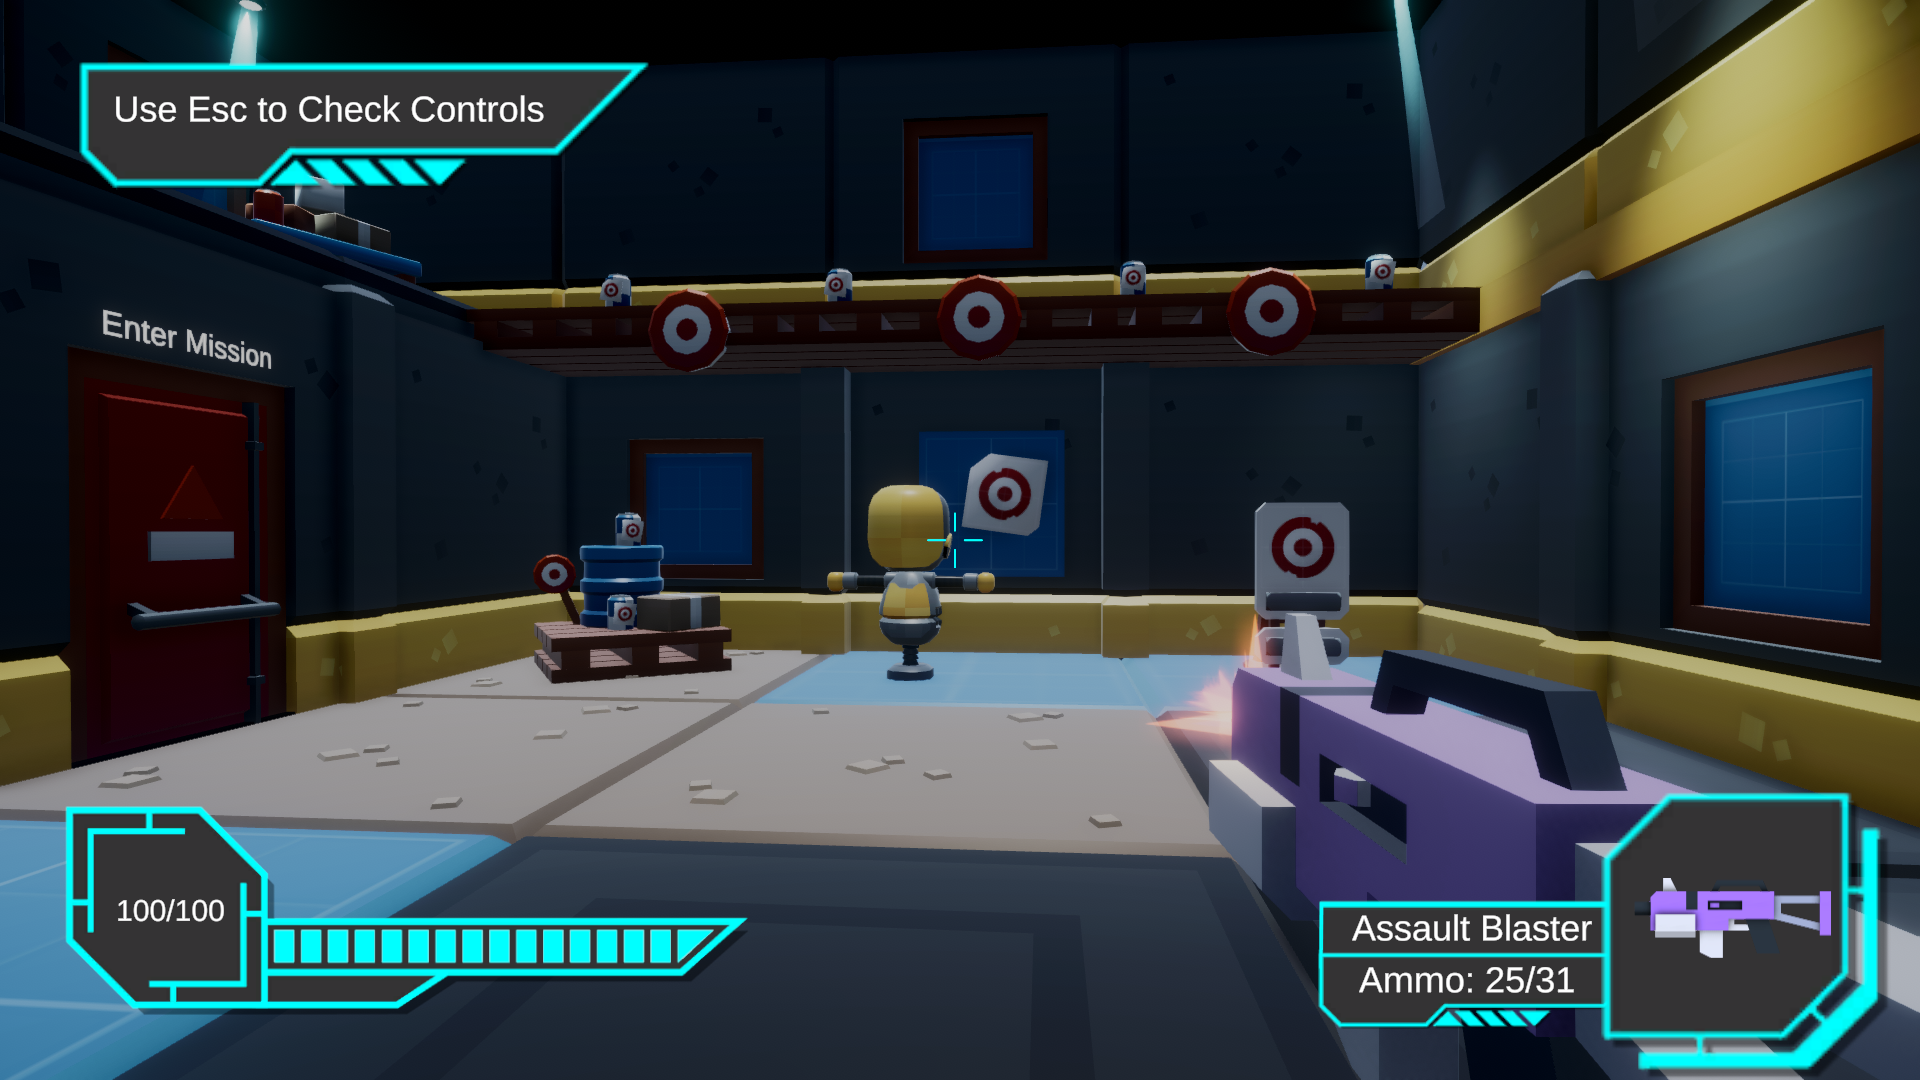 Use Esc to Check Controls
Enter Mission
100/100
Assault Blaster
Ammo: 25/31